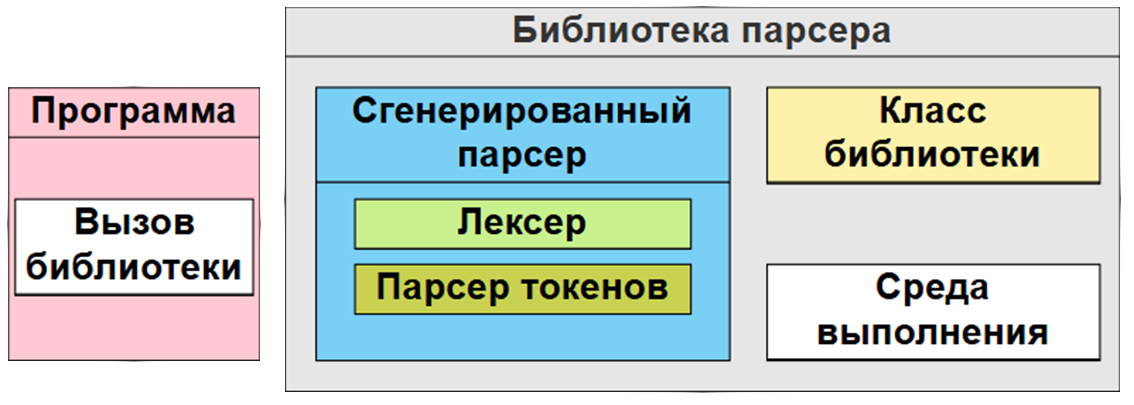 Библиотека парсера
Программа
Вызов
библиотеки
Сгенерированный
парсер
Лексер
Парсер токенов
Класс
библиотеки
Среда
выполнения